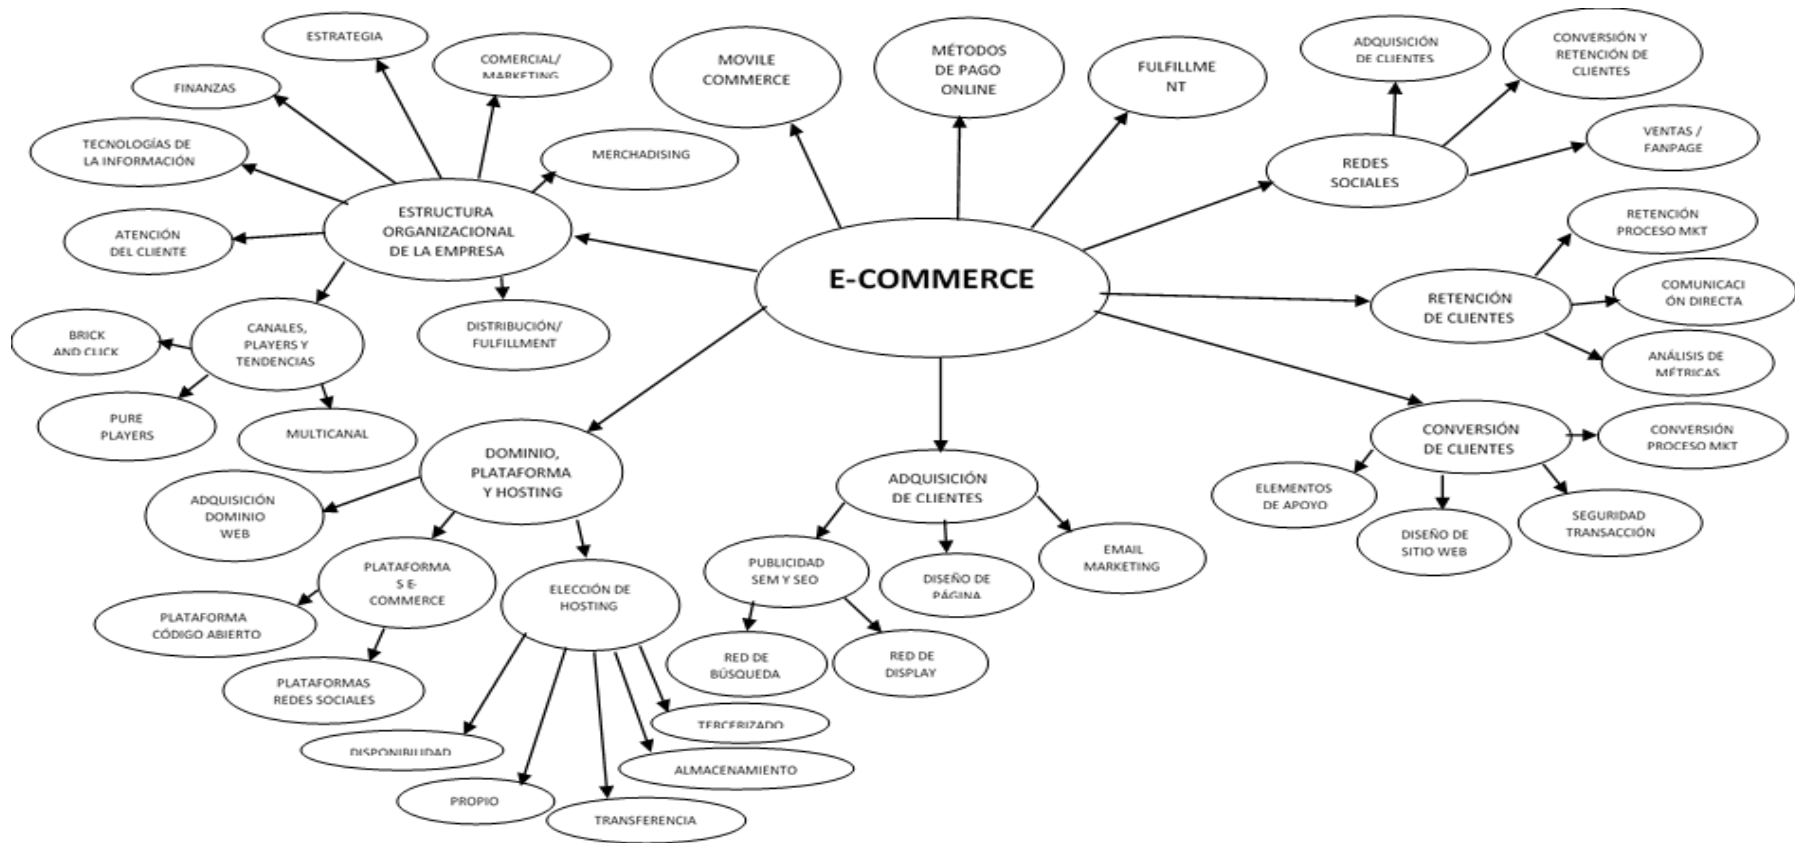 ESTRATEGIA
COMERCIAL/
MARKETING
FINANZAS
TECNOLOGÍAS DE
LA INFORMACIÓN
MERCHADISING
ATENCIÓN
DEL CLIENTE
ESTRUCTURA
ORGANIZACIONAL
DE LA EMPRESA
DISTRIBUCIÓN/
FULFILLMENT
CANALES,
PLAYERS Y
TENDENCIAS
BRICK
AND CLICK
PURE
PLAYERS
MULTICANAL
MOVILE
COMMERCE
MÉTODOS
DE PAGO
ONLINE
FULFILLME
NT
E-COMMERCE
ADQUISICIÓN
DE CLIENTES
CONVERSIÓN Y
RETENCIÓN DE
CLIENTES
VENTAS /
FANPAGE
REDES
SOCIALES
RETENCIÓN
PROCESO MKT
COMUNICACI
ÓN DIRECTA
RETENCIÓN
DE CLIENTES
ANÁLISIS DE
MÉTRICAS
CONVERSIÓN
DE CLIENTES
CONVERSIÓN
PROCESO MKT
ELEMENTOS
DE APOYO
DISEÑO DE
SITIO WEB
SEGURIDAD
TRANSACCIÓN
DOMINIO,
PLATAFORMA
Y HOSTING
ADQUISICIÓN
DOMINIO
WEB
PLATAFORMA
S E-
COMMERCE
PLATAFORMA
CÓDIGO ABIERTO
PLATAFORMAS
REDES SOCIALES
ELECCIÓN DE
HOSTING
DISPONIBILIDAD
PROPIO
TRANSFERENCIA
ALMACENAMIENTO
TERCERIZADO
ADQUISICIÓN
DE CLIENTES
PUBLICIDAD
SEM Y SEO
DISEÑO DE
PÁGINA
EMAIL
MARKETING
RED DE
BÚSQUEDA
RED DE
DISPLAY